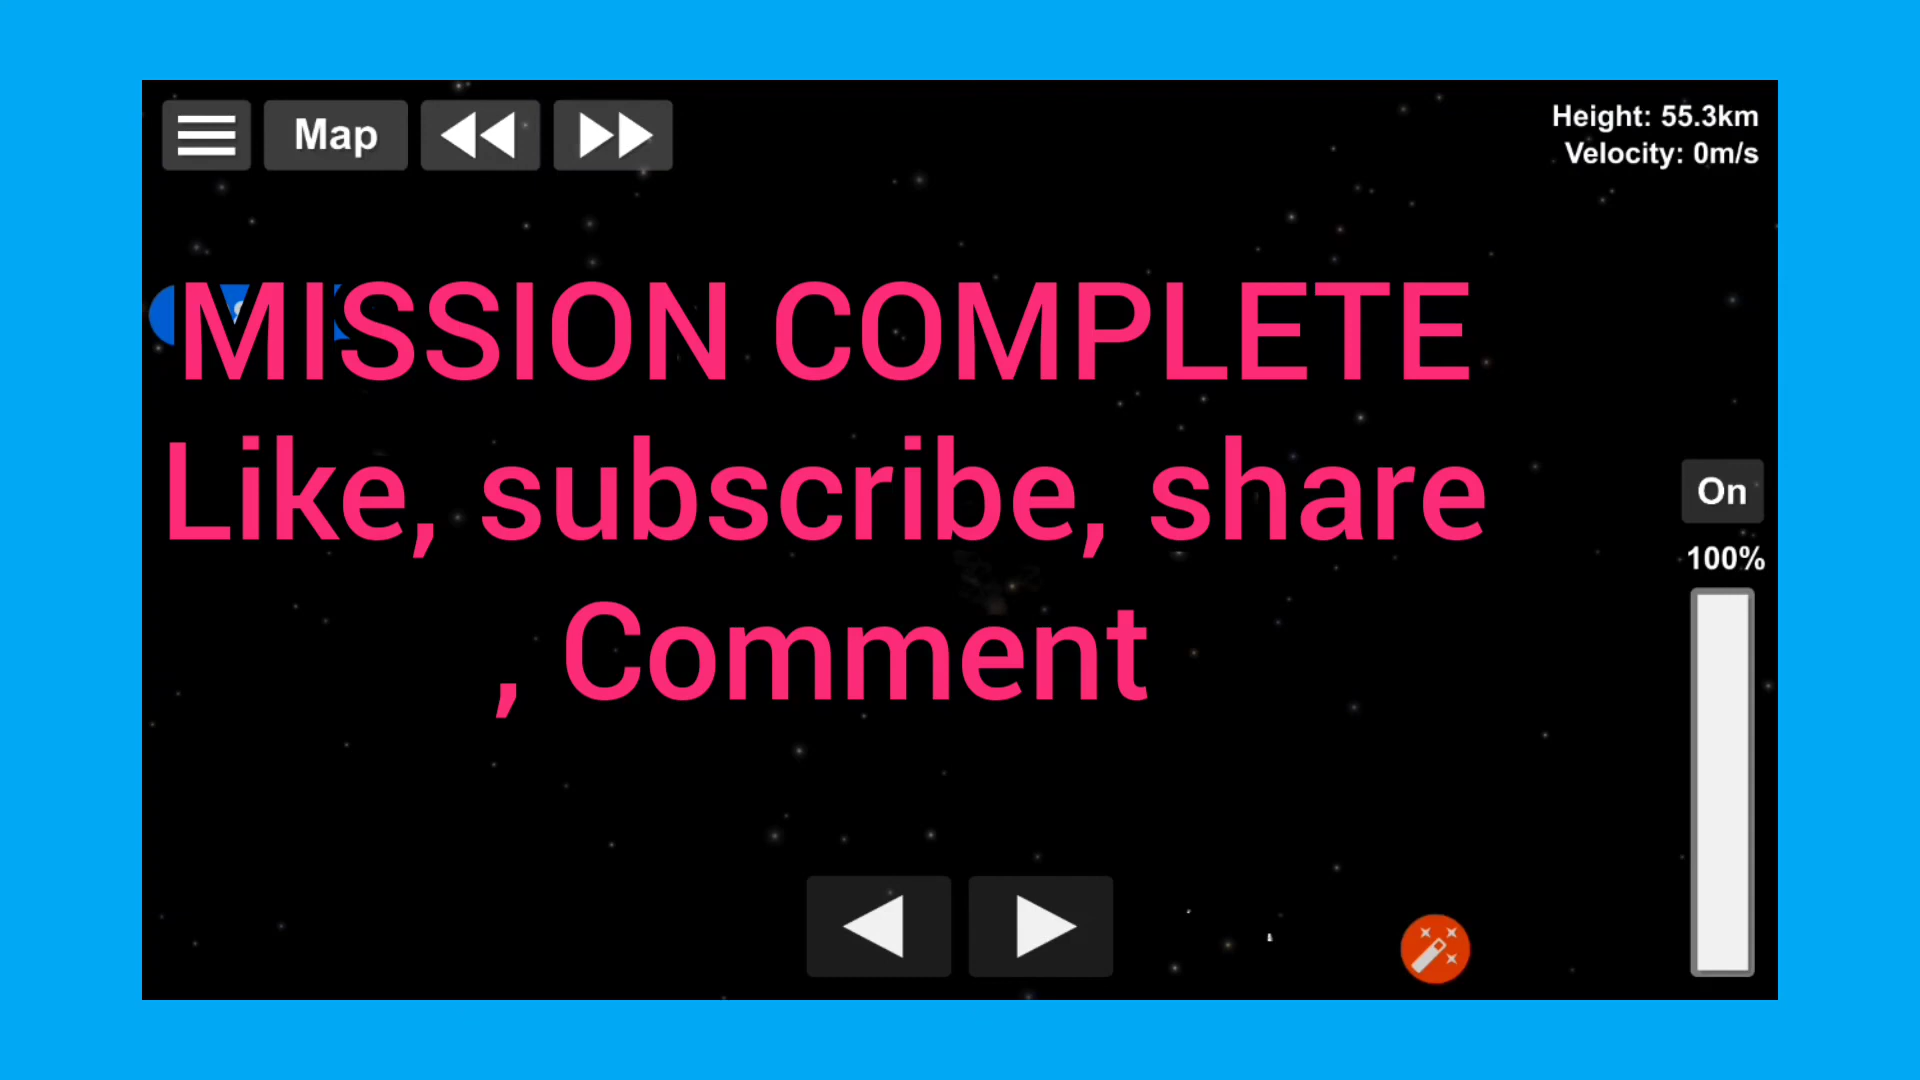 Map
Height: 55.3km
Velocity: 0m/s
MISSION COMPLETE
Like, subscribe, share
, Comment
On
100%